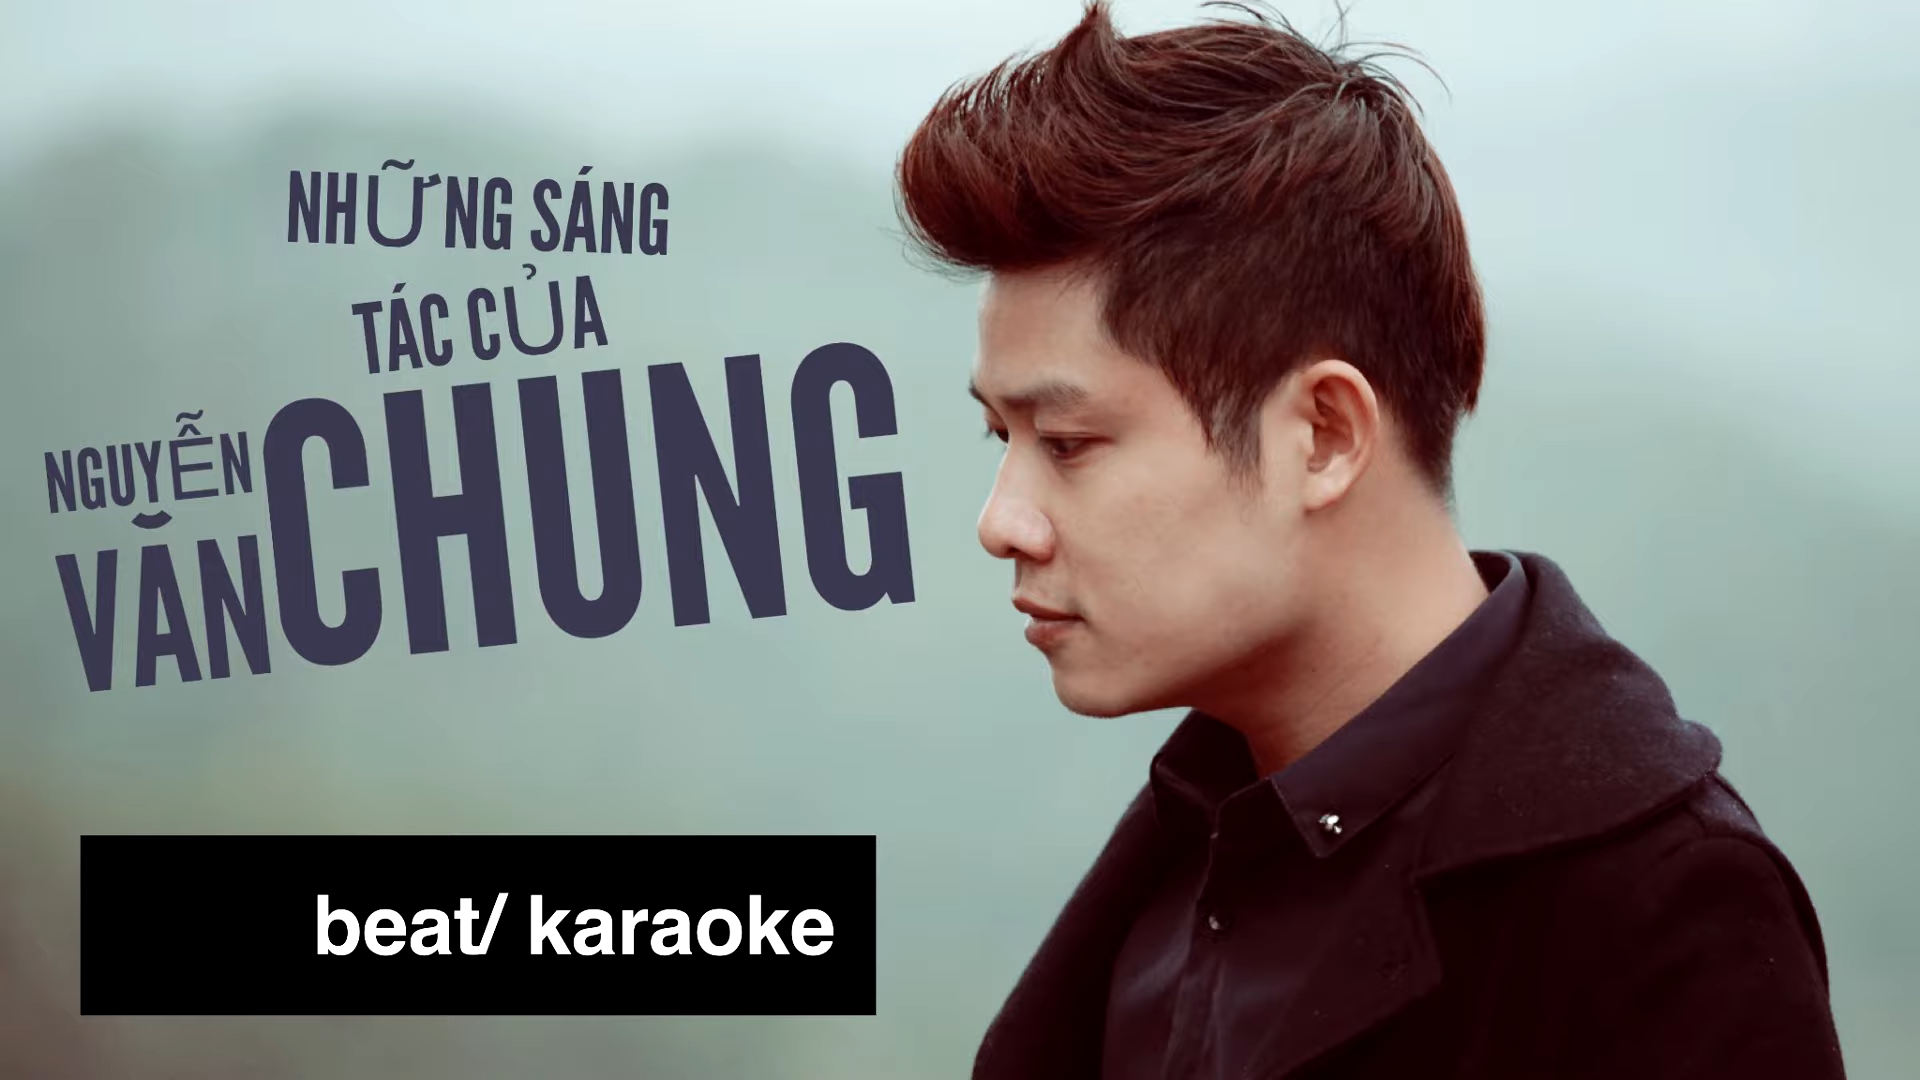 NHỮNG SÁNG
TÁC CỦA
NGUYỄN
VĂN
CHUNG
beat/ karaoke